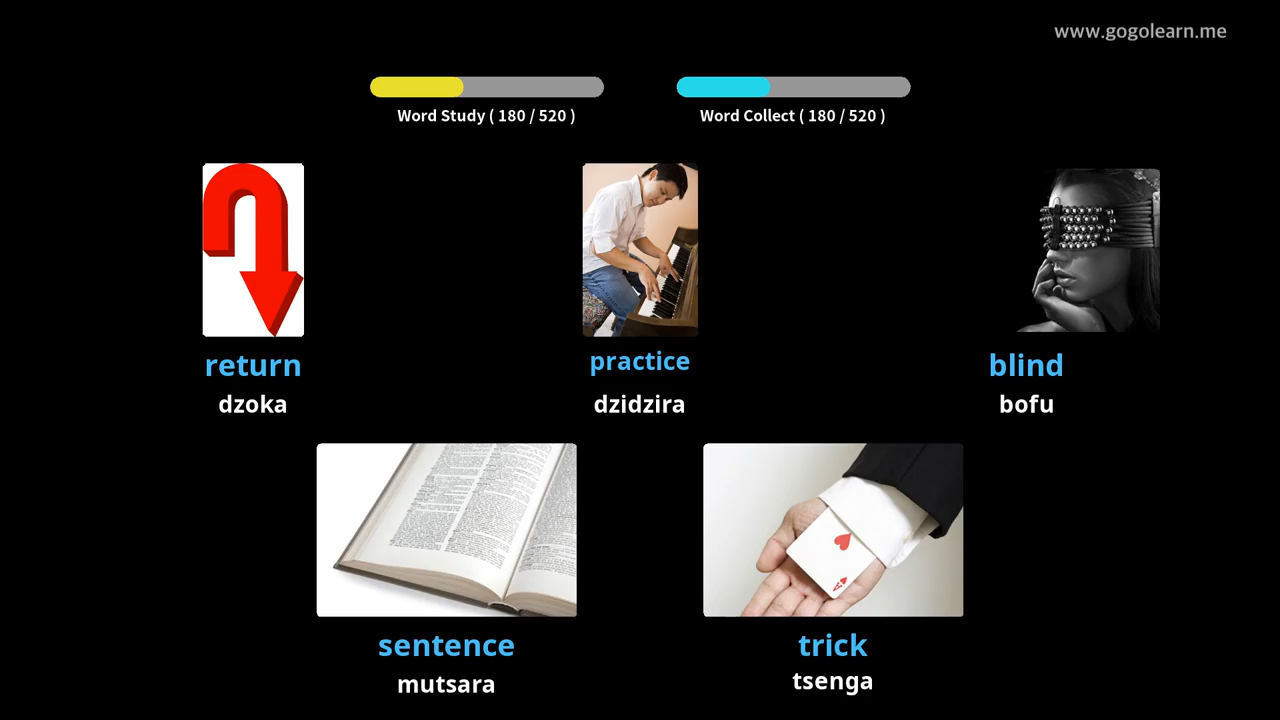 www.gogolearn.me
Word Study ( 180 / 520 )
Word Collect ( 180 / 520 )
return
dzoka
practice
dzidzira
blind
bofu
sentence
mutsara
trick
tsenga